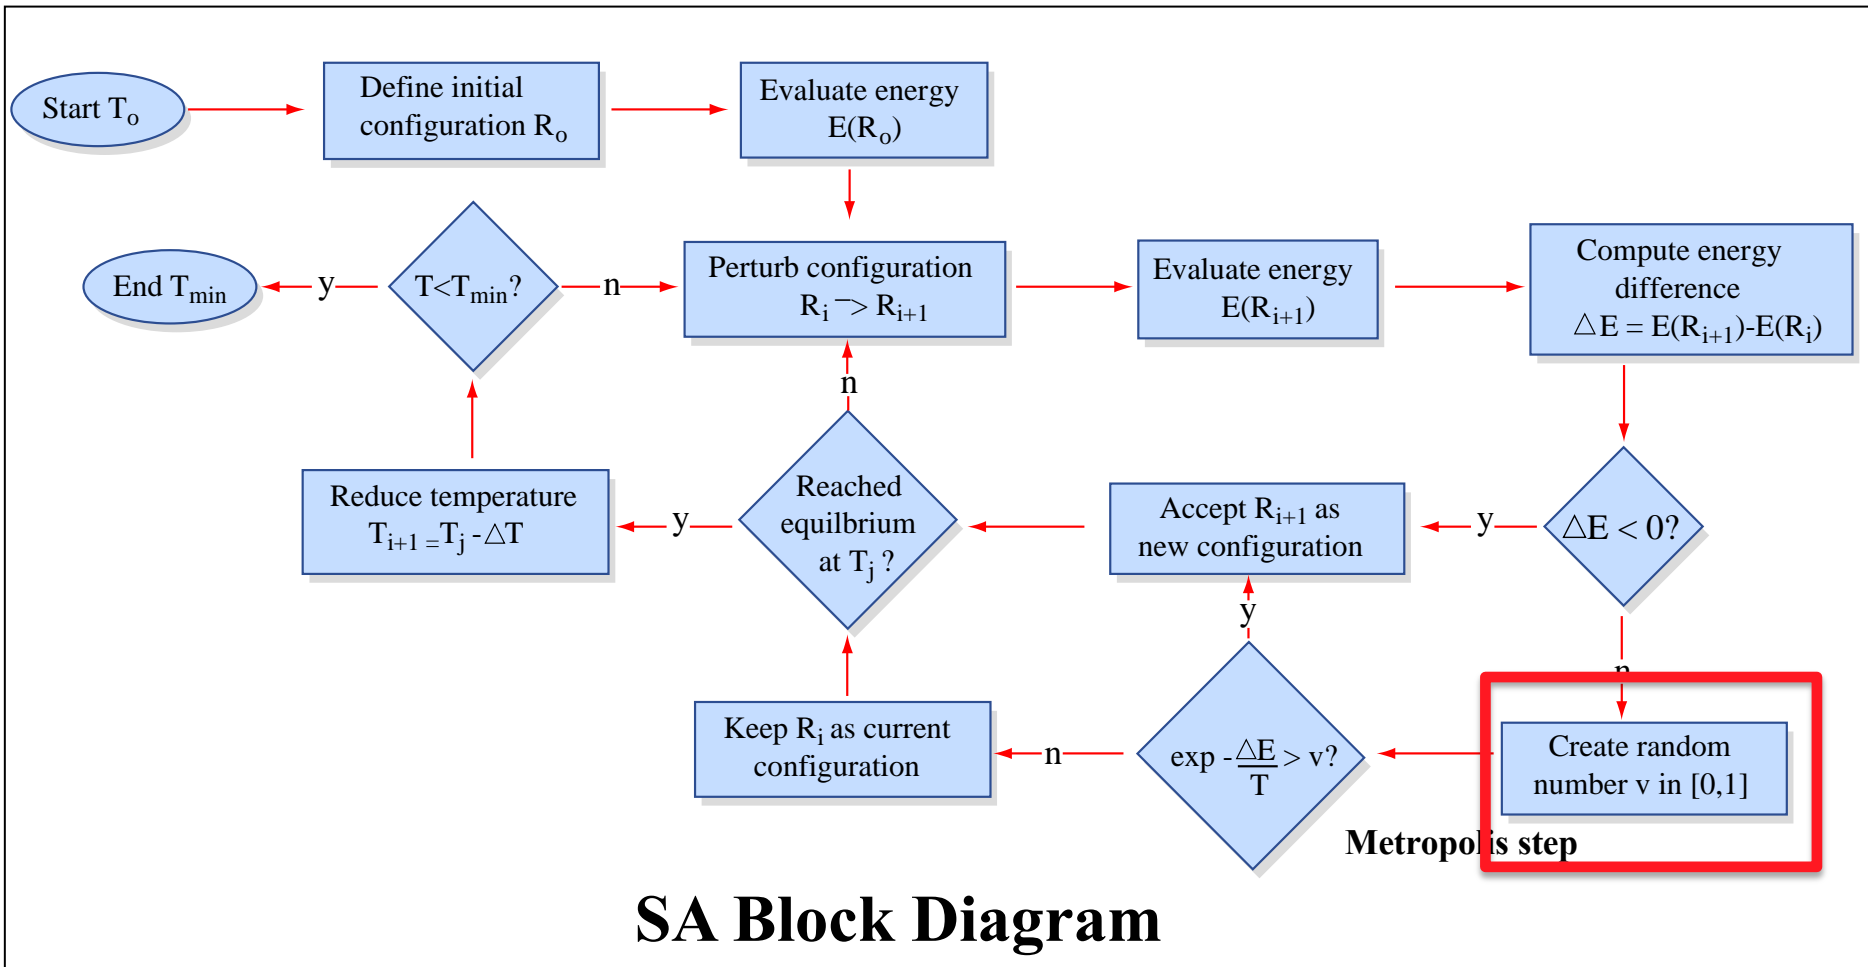 Start To
Define initial
configuration Ro
Evaluate energy
E(Ro)
End Tmin
y
T<Tmin?
n
Perturb configuration
Ri –> Ri+1
Evaluate energy
E(Ri+1)
Compute energy
difference
△E = E(Ri+1)-E(Ri)
n
Reduce temperature
Ti+1 = Tj - △T
y
Reached
equilbrium
at Tj ?
Accept Ri+1 as
new configuration
y
△E < 0?
y
n
Keep Ri as current
configuration
n
exp - △E/T > v?
Create random
number v in [0,1]
Metropolis step
SA Block Diagram